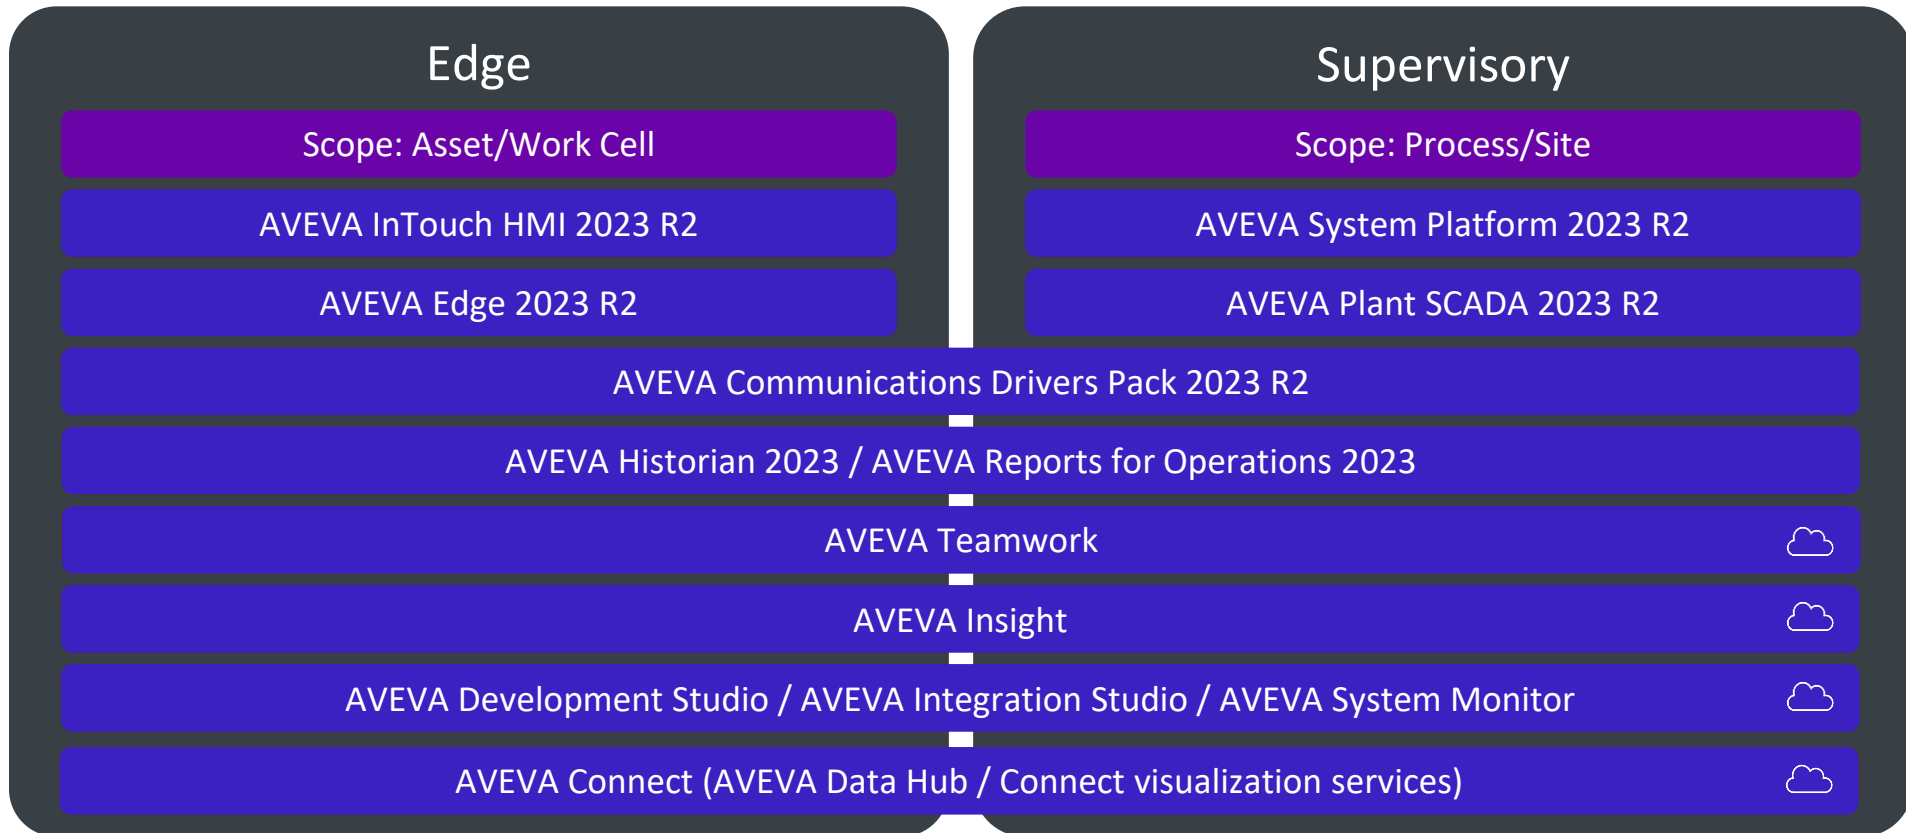 Edge
Scope: Asset/Work Cell
AVEVA InTouch HMI 2023 R2
AVEVA Edge 2023 R2
Supervisory
Scope: Process/Site
AVEVA System Platform 2023 R2
AVEVA Plant SCADA 2023 R2
AVEVA Communications Drivers Pack 2023 R2
AVEVA Historian 2023 / AVEVA Reports for Operations 2023
AVEVA Teamwork
AVEVA Insight
AVEVA Development Studio / AVEVA Integration Studio / AVEVA System Monitor
AVEVA Connect (AVEVA Data Hub / Connect visualization services)